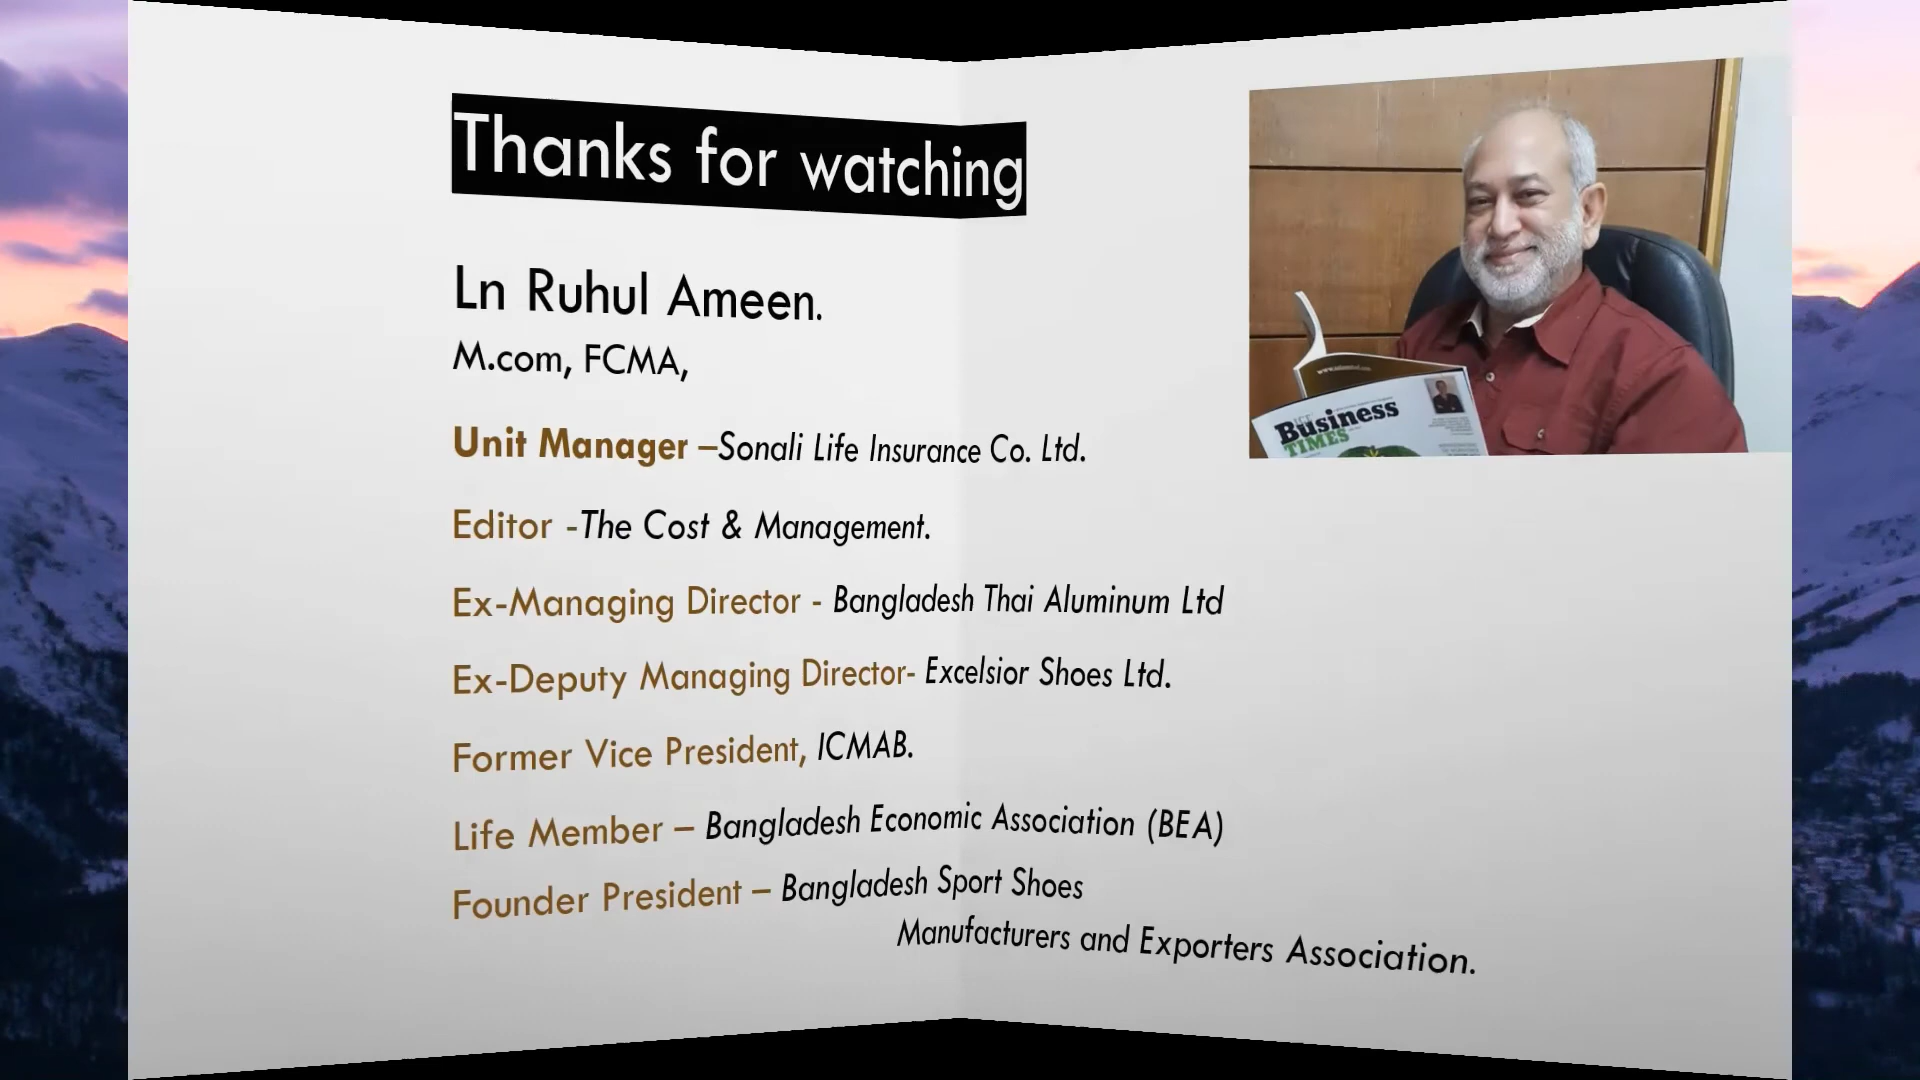 Thanks for watching
Ln Ruhul Ameen.
M.com, FCMA,
Unit Manager –Sonali Life Insurance Co. Ltd.
Editor -The Cost & Management.
Ex-Managing Director - Bangladesh Thai Aluminum Ltd
Ex-Deputy Managing Director- Excelsior Shoes Ltd.
Former Vice President, ICMAB.
Life Member – Bangladesh Economic Association (BEA)
Founder President – Bangladesh Sport Shoes
Manufacturers and Exporters Association.
Business
TIMES